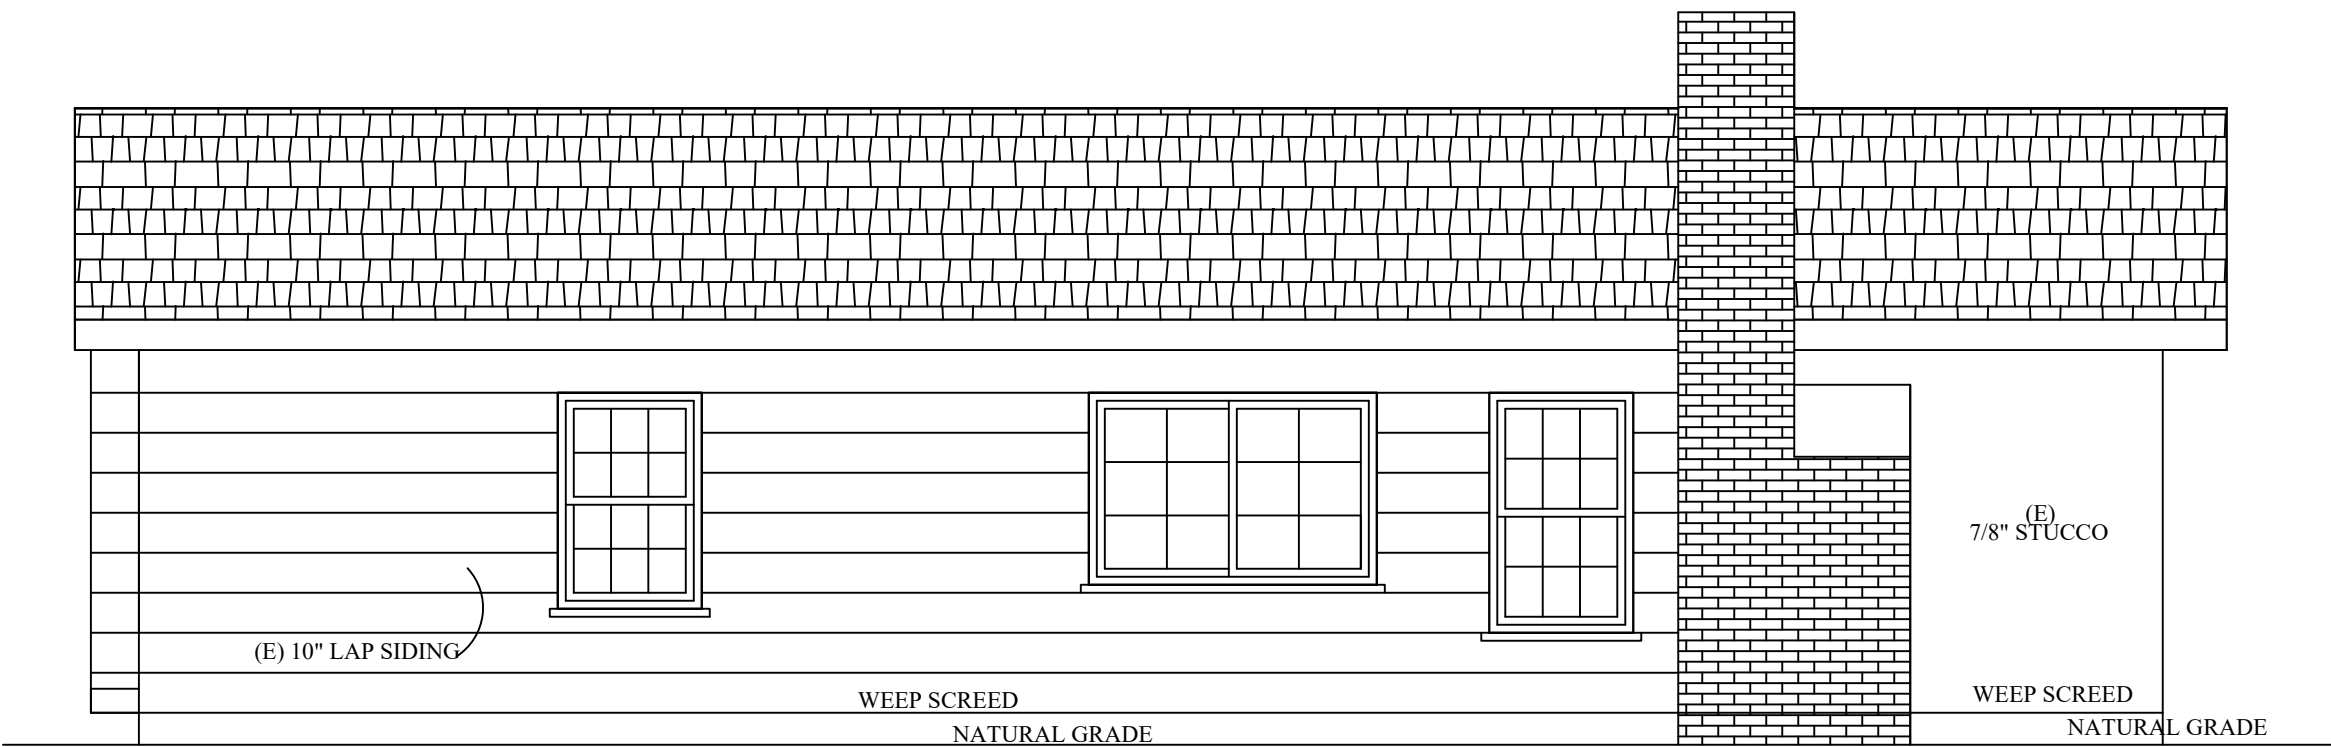 (E)
7/8" STUCCO
(E) 10" LAP SIDING
WEEP SCREED
WEEP SCREED
NATURAL GRADE
NATURAL GRADE